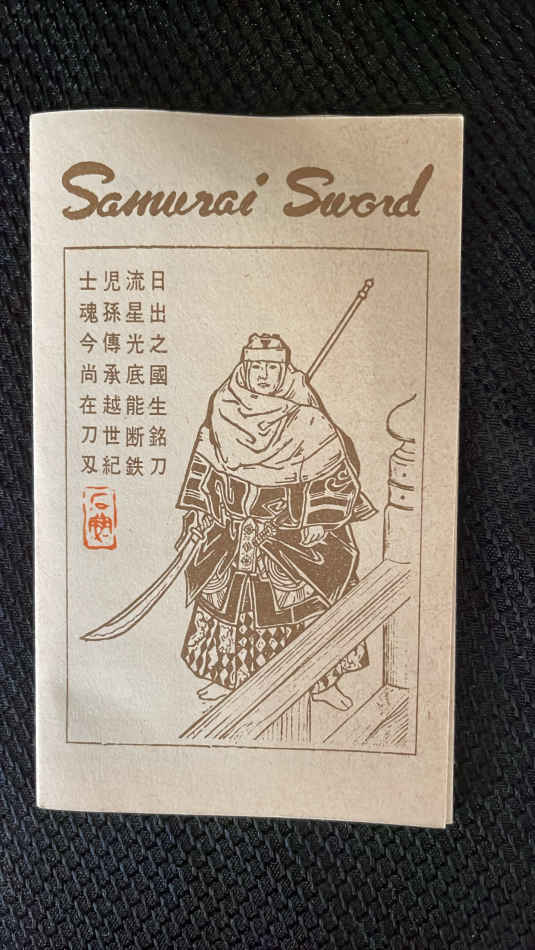 Samurai Sword
日出之國生銘刀
流星光底能断鉄
児孫傳承越世紀
士魂今尚在刀刄